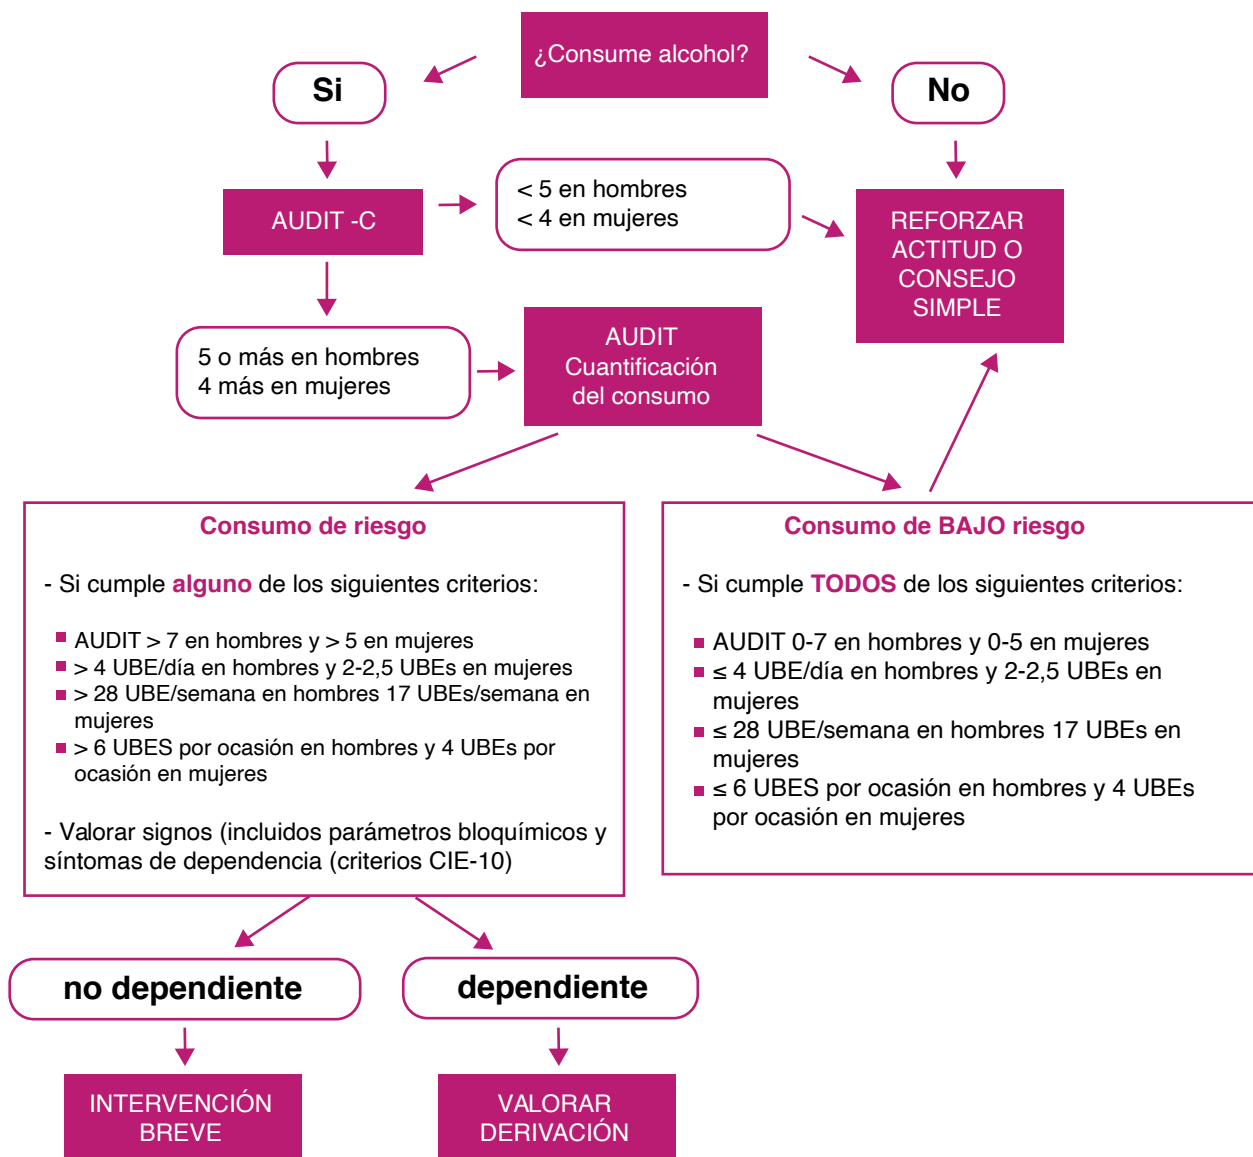 ¿Consume alcohol?
Si
No
AUDIT -C
< 5 en hombres
< 4 en mujeres
REFORZAR
ACTITUD O
CONSEJO
SIMPLE
5 o más en hombres
4 más en mujeres
AUDIT
Cuantificación
del consumo
Consumo de riesgo
- Si cumple alguno de los siguientes criterios:
AUDIT > 7 en hombres y > 5 en mujeres
> 4 UBE/día en hombres y 2-2,5 UBEs en mujeres
> 28 UBE/semana en hombres 17 UBEs/semana en
mujeres
> 6 UBES por ocasión en hombres y 4 UBEs por
ocasión en mujeres
- Valorar signos (incluidos parámetros bloquímicos y
síntomas de dependencia (criterios CIE-10)
Consumo de BAJO riesgo
- Si cumple TODOS de los siguientes criterios:
AUDIT 0-7 en hombres y 0-5 en mujeres
≤ 4 UBE/día en hombres y 2-2,5 UBEs en
mujeres
≤ 28 UBE/semana en hombres 17 UBEs en
mujeres
≤ 6 UBES por ocasión en hombres y 4 UBEs
por ocasión en mujeres
no dependiente
dependiente
INTERVENCIÓN
BREVE
VALORAR
DERIVACIÓN